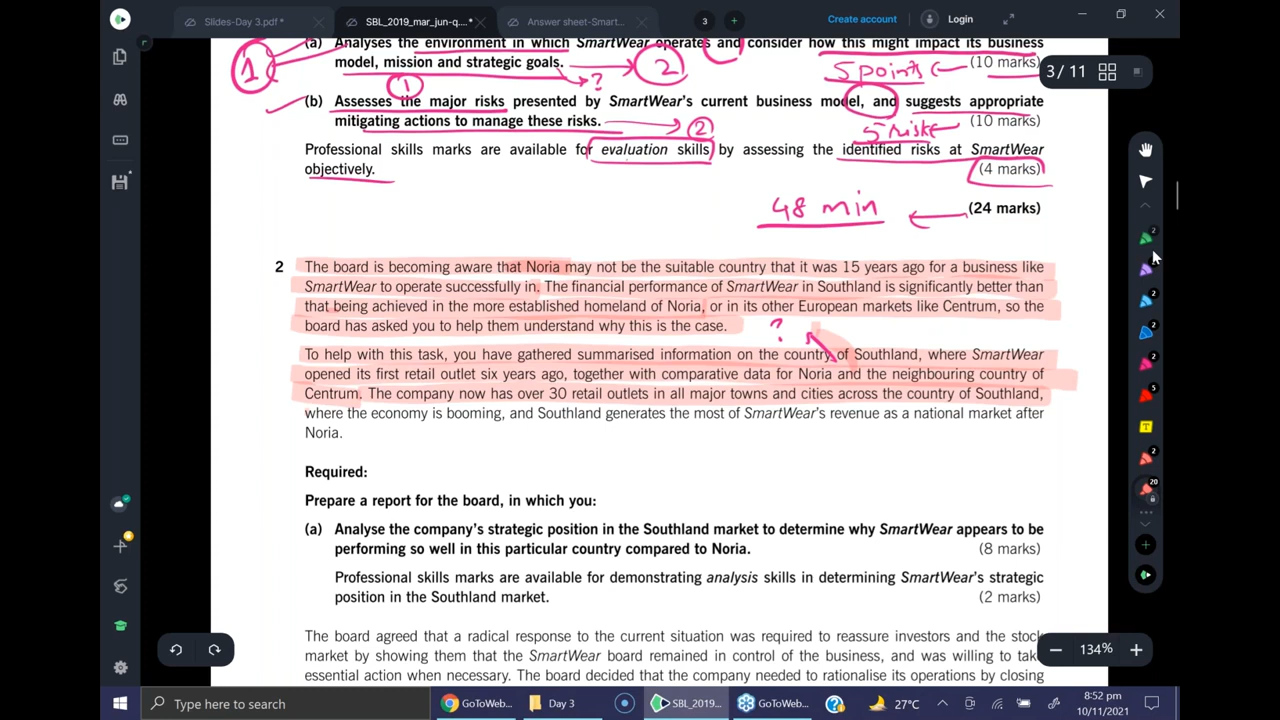 Slides-Day 3.pdf *
SBL_2019_mar_jun-q....*
Answer sheet-Smart...
3
Create account
Login
(a) Analyses the environment in which SmartWear operates and consider how this might impact its business
model, mission and strategic goals. (10 marks)
1
2
?
5 points
3 / 11
1
(b) Assesses the major risks presented by SmartWear's current business model, and suggests appropriate
mitigating actions to manage these risks. (10 marks)
2
5 risk
Professional skills marks are available for evaluation skills by assessing the identified risks at SmartWear
objectively. (4 marks)
48 min
(24 marks)
2 The board is becoming aware that Noria may not be the suitable country that it was 15 years ago for a business like
SmartWear to operate successfully in. The financial performance of SmartWear in Southland is significantly better than
that being achieved in the more established homeland of Noria, or in its other European markets like Centrum, so the
board has asked you to help them understand why this is the case.
?
To help with this task, you have gathered summarised information on the country of Southland, where SmartWear
opened its first retail outlet six years ago, together with comparative data for Noria and the neighbouring country of
Centrum. The company now has over 30 retail outlets in all major towns and cities across the country of Southland,
where the economy is booming, and Southland generates the most of SmartWear's revenue as a national market after
Noria.
Required:
Prepare a report for the board, in which you:
(a) Analyse the company's strategic position in the Southland market to determine why SmartWear appears to be
performing so well in this particular country compared to Noria. (8 marks)
Professional skills marks are available for demonstrating analysis skills in determining SmartWear's strategic
position in the Southland market. (2 marks)
The board agreed that a radical response to the current situation was required to reassure investors and the stock
market by showing them that the SmartWear board remained in control of the business, and was willing to take
essential action when necessary. The board decided that the company needed to rationalise its operations by closing
134%
Type here to search
GoToWeb...
Day 3
SBL_2019...
GoToWeb...
27°C
8:52 pm
10/11/2021